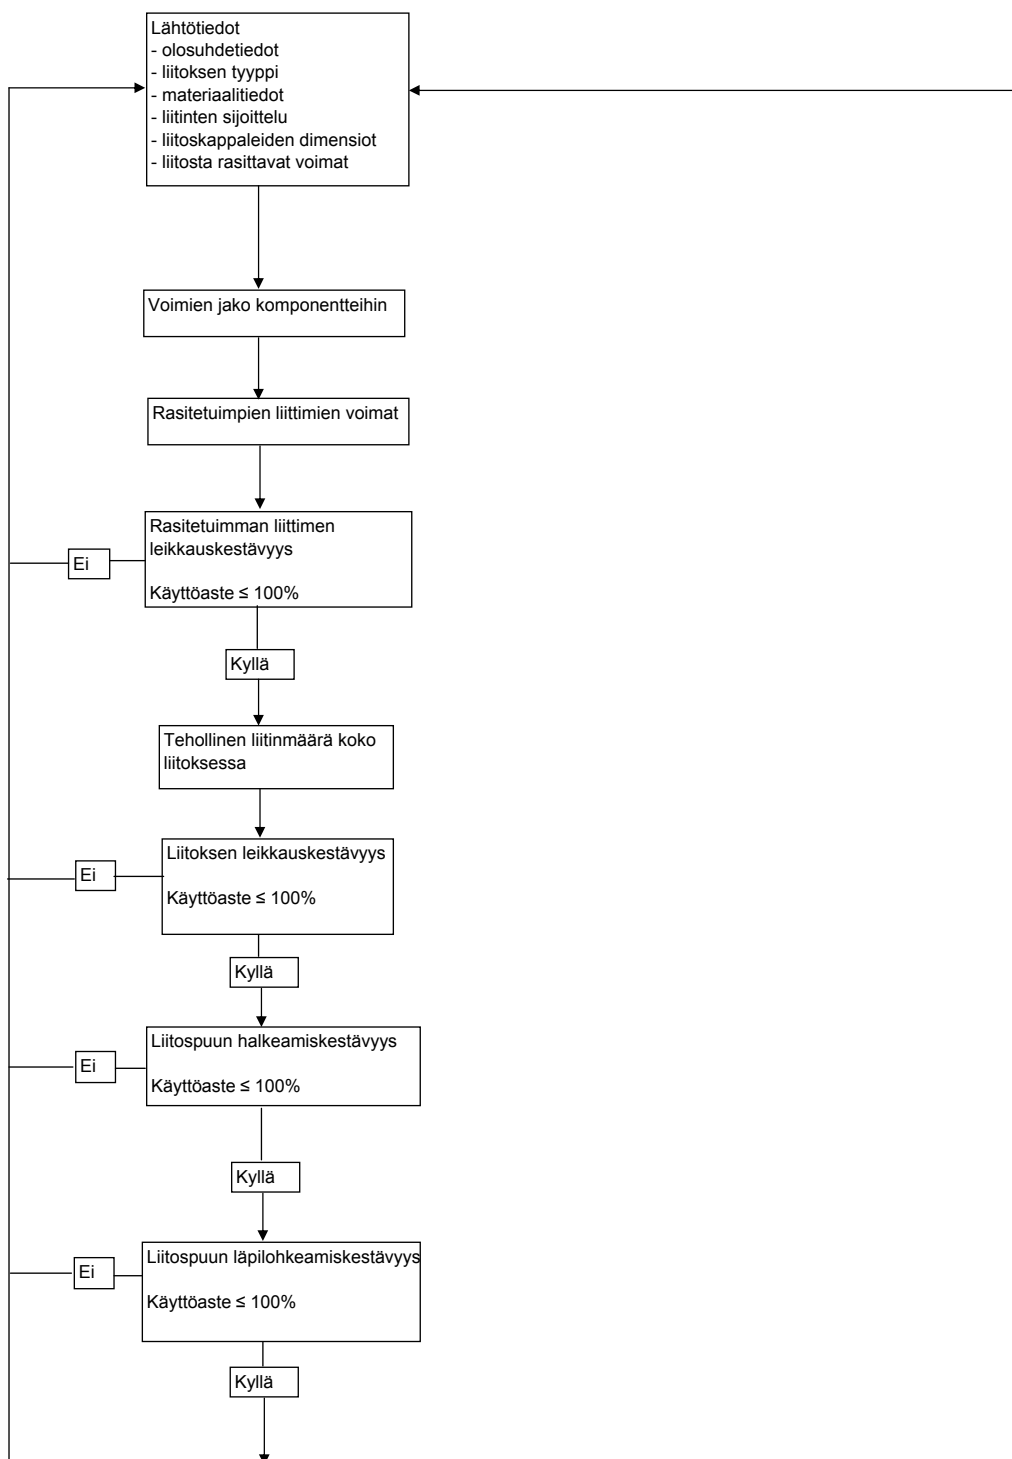 Lähtötiedot
- olosuhdetiedot
- liitoksen tyyppi
- materiaalitiedot
- liitinten sijoittelu
- liitoskappaleiden dimensiot
- liitosta rasittavat voimat
Voimien jako komponentteihin
Rasitetuimpien liittimien voimat
Rasitetuimman liittimen
leikkauskestävyys
Käyttöaste ≤ 100%
Ei
Kyllä
Tehollinen liitinmäärä koko
liitoksessa
Liitoksen leikkauskestävyys
Käyttöaste ≤ 100%
Ei
Kyllä
Liitospuun halkeamiskestävyys
Käyttöaste ≤ 100%
Ei
Kyllä
Liitospuun läpilohkeamiskestävyys
Käyttöaste ≤ 100%
Ei
Kyllä